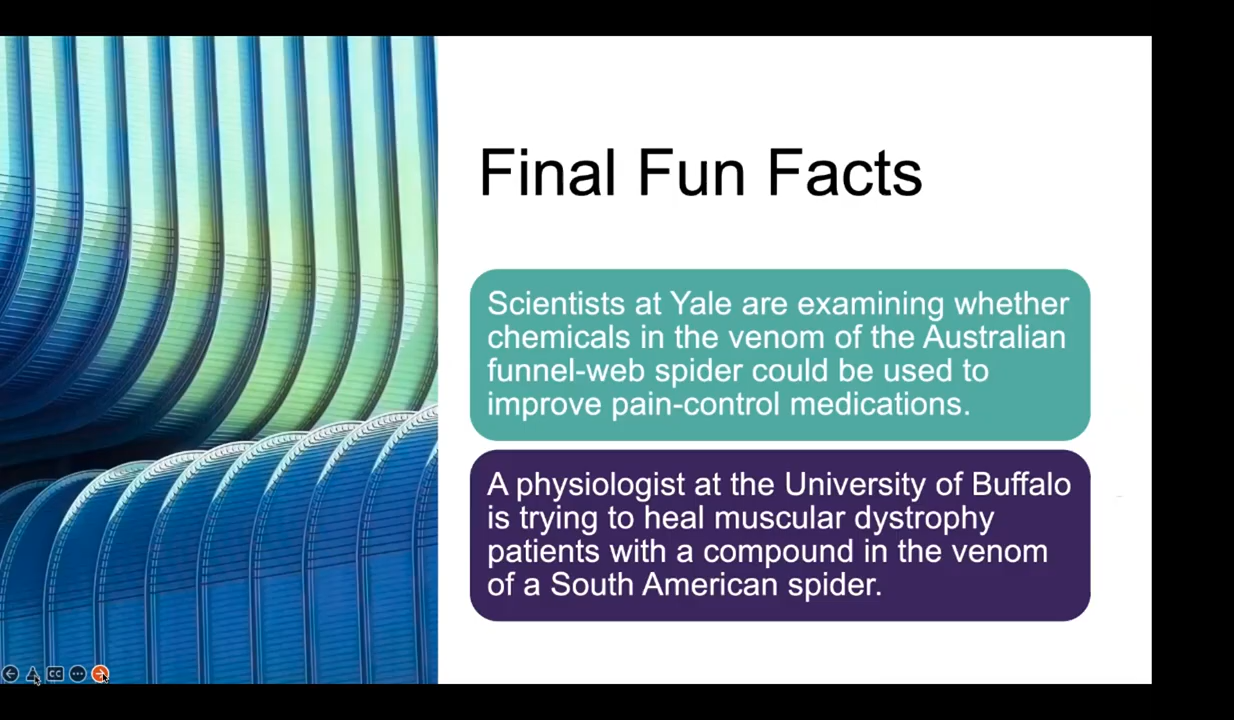 Final Fun Facts
Scientists at Yale are examining whether
chemicals in the venom of the Australian
funnel-web spider could be used to
improve pain-control medications.
A physiologist at the University of Buffalo
is trying to heal muscular dystrophy
patients with a compound in the venom
of a South American spider.
CC